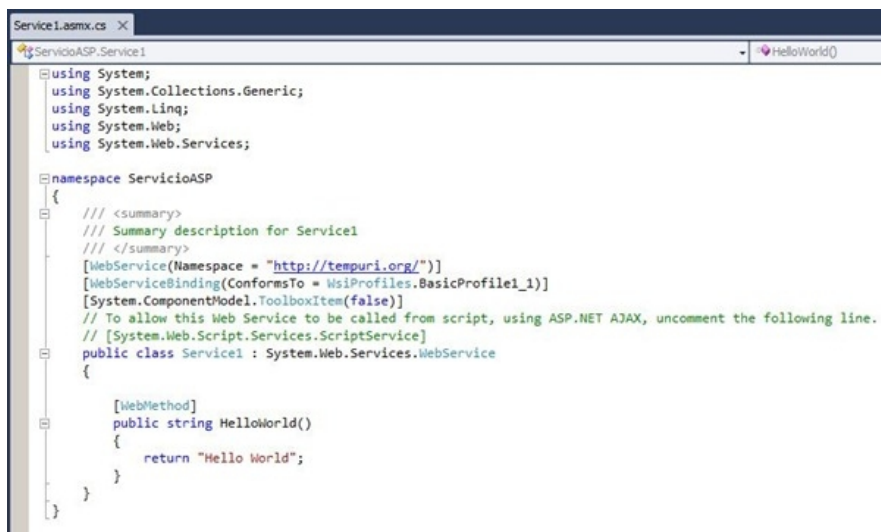 Service1.asmx.cs
ServicioASP.Service1
HelloWorld()
using System;
using System.Collections.Generic;
using System.Linq;
using System.Web;
using System.Web.Services;
namespace ServicioASP
{
/// <summary>
/// Summary description for Service1
/// </summary>
[WebService(Namespace = "http://tempuri.org/")]
[WebServiceBinding(ConformsTo = WsiProfiles.BasicProfile1_1)]
[System.ComponentModel.ToolboxItem(false)]
// To allow this Web Service to be called from script, using ASP.NET AJAX, uncomment the following line.
// [System.Web.Script.Services.ScriptService]
public class Service1 : System.Web.Services.WebService
{
[WebMethod]
public string HelloWorld()
{
return "Hello World";
}
}
}